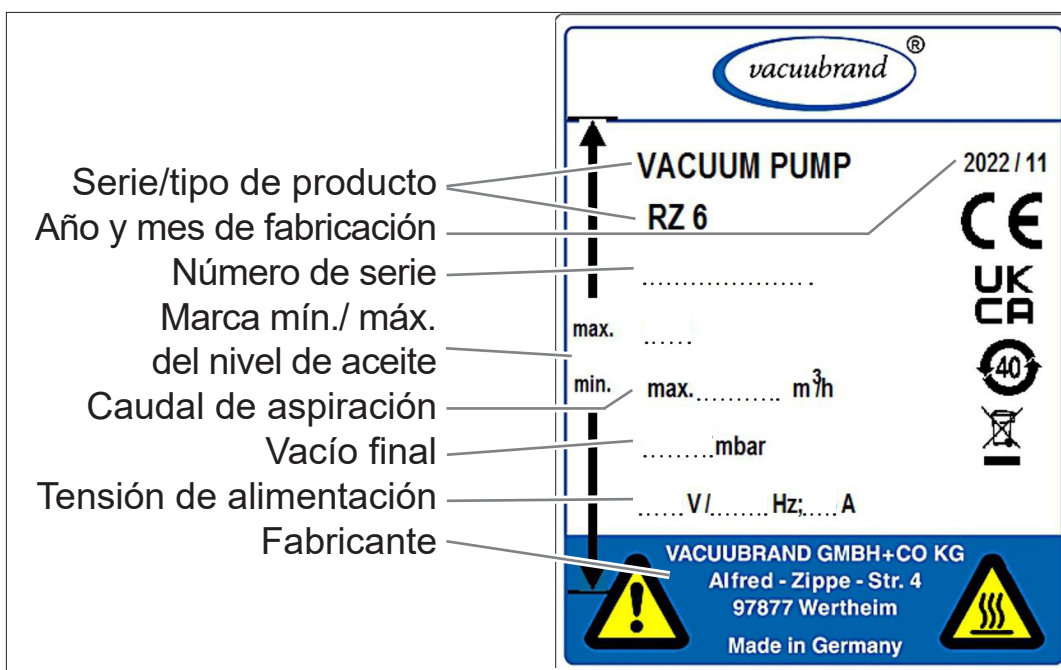 vacuubrand ®
Serie/tipo de producto
Año y mes de fabricación
Número de serie
Marca mín./ máx.
del nivel de aceite
Caudal de aspiración
Vacío final
Tensión de alimentación
Fabricante
VACUUM PUMP 2022 / 11
RZ 6
CE
UK
CA
.....................
max. ......
40
min. max........... m³/h
........mbar
......V /....... Hz;.... A
VACUUBRAND GMBH+CO KG
Alfred - Zippe - Str. 4
97877 Wertheim
Made in Germany